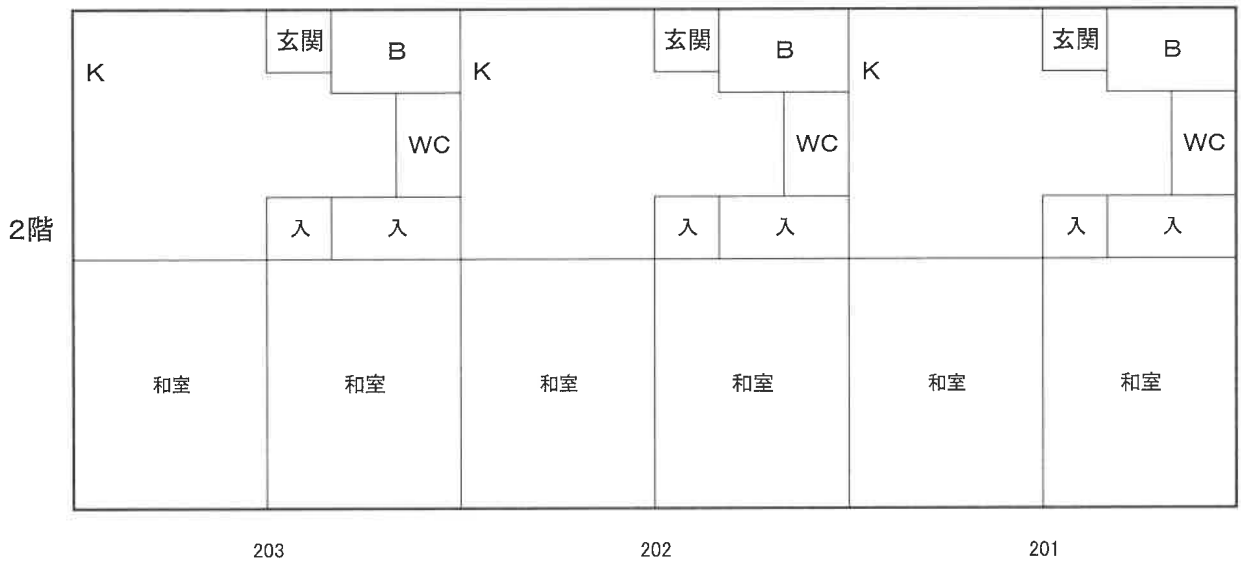 玄関 B 玄関 B 玄関 B
K K K
WC WC WC
2階
入 入 入 入 入 入
和室 和室 和室 和室 和室 和室
203 202 201